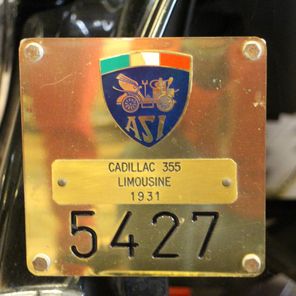 ASI
CADILLAC 355
LIMOUSINE
1931
5427